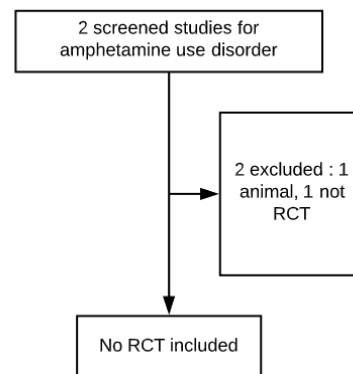 2 screened studies for
amphetamine use disorder
2 excluded : 1
animal, 1 not
RCT
No RCT included